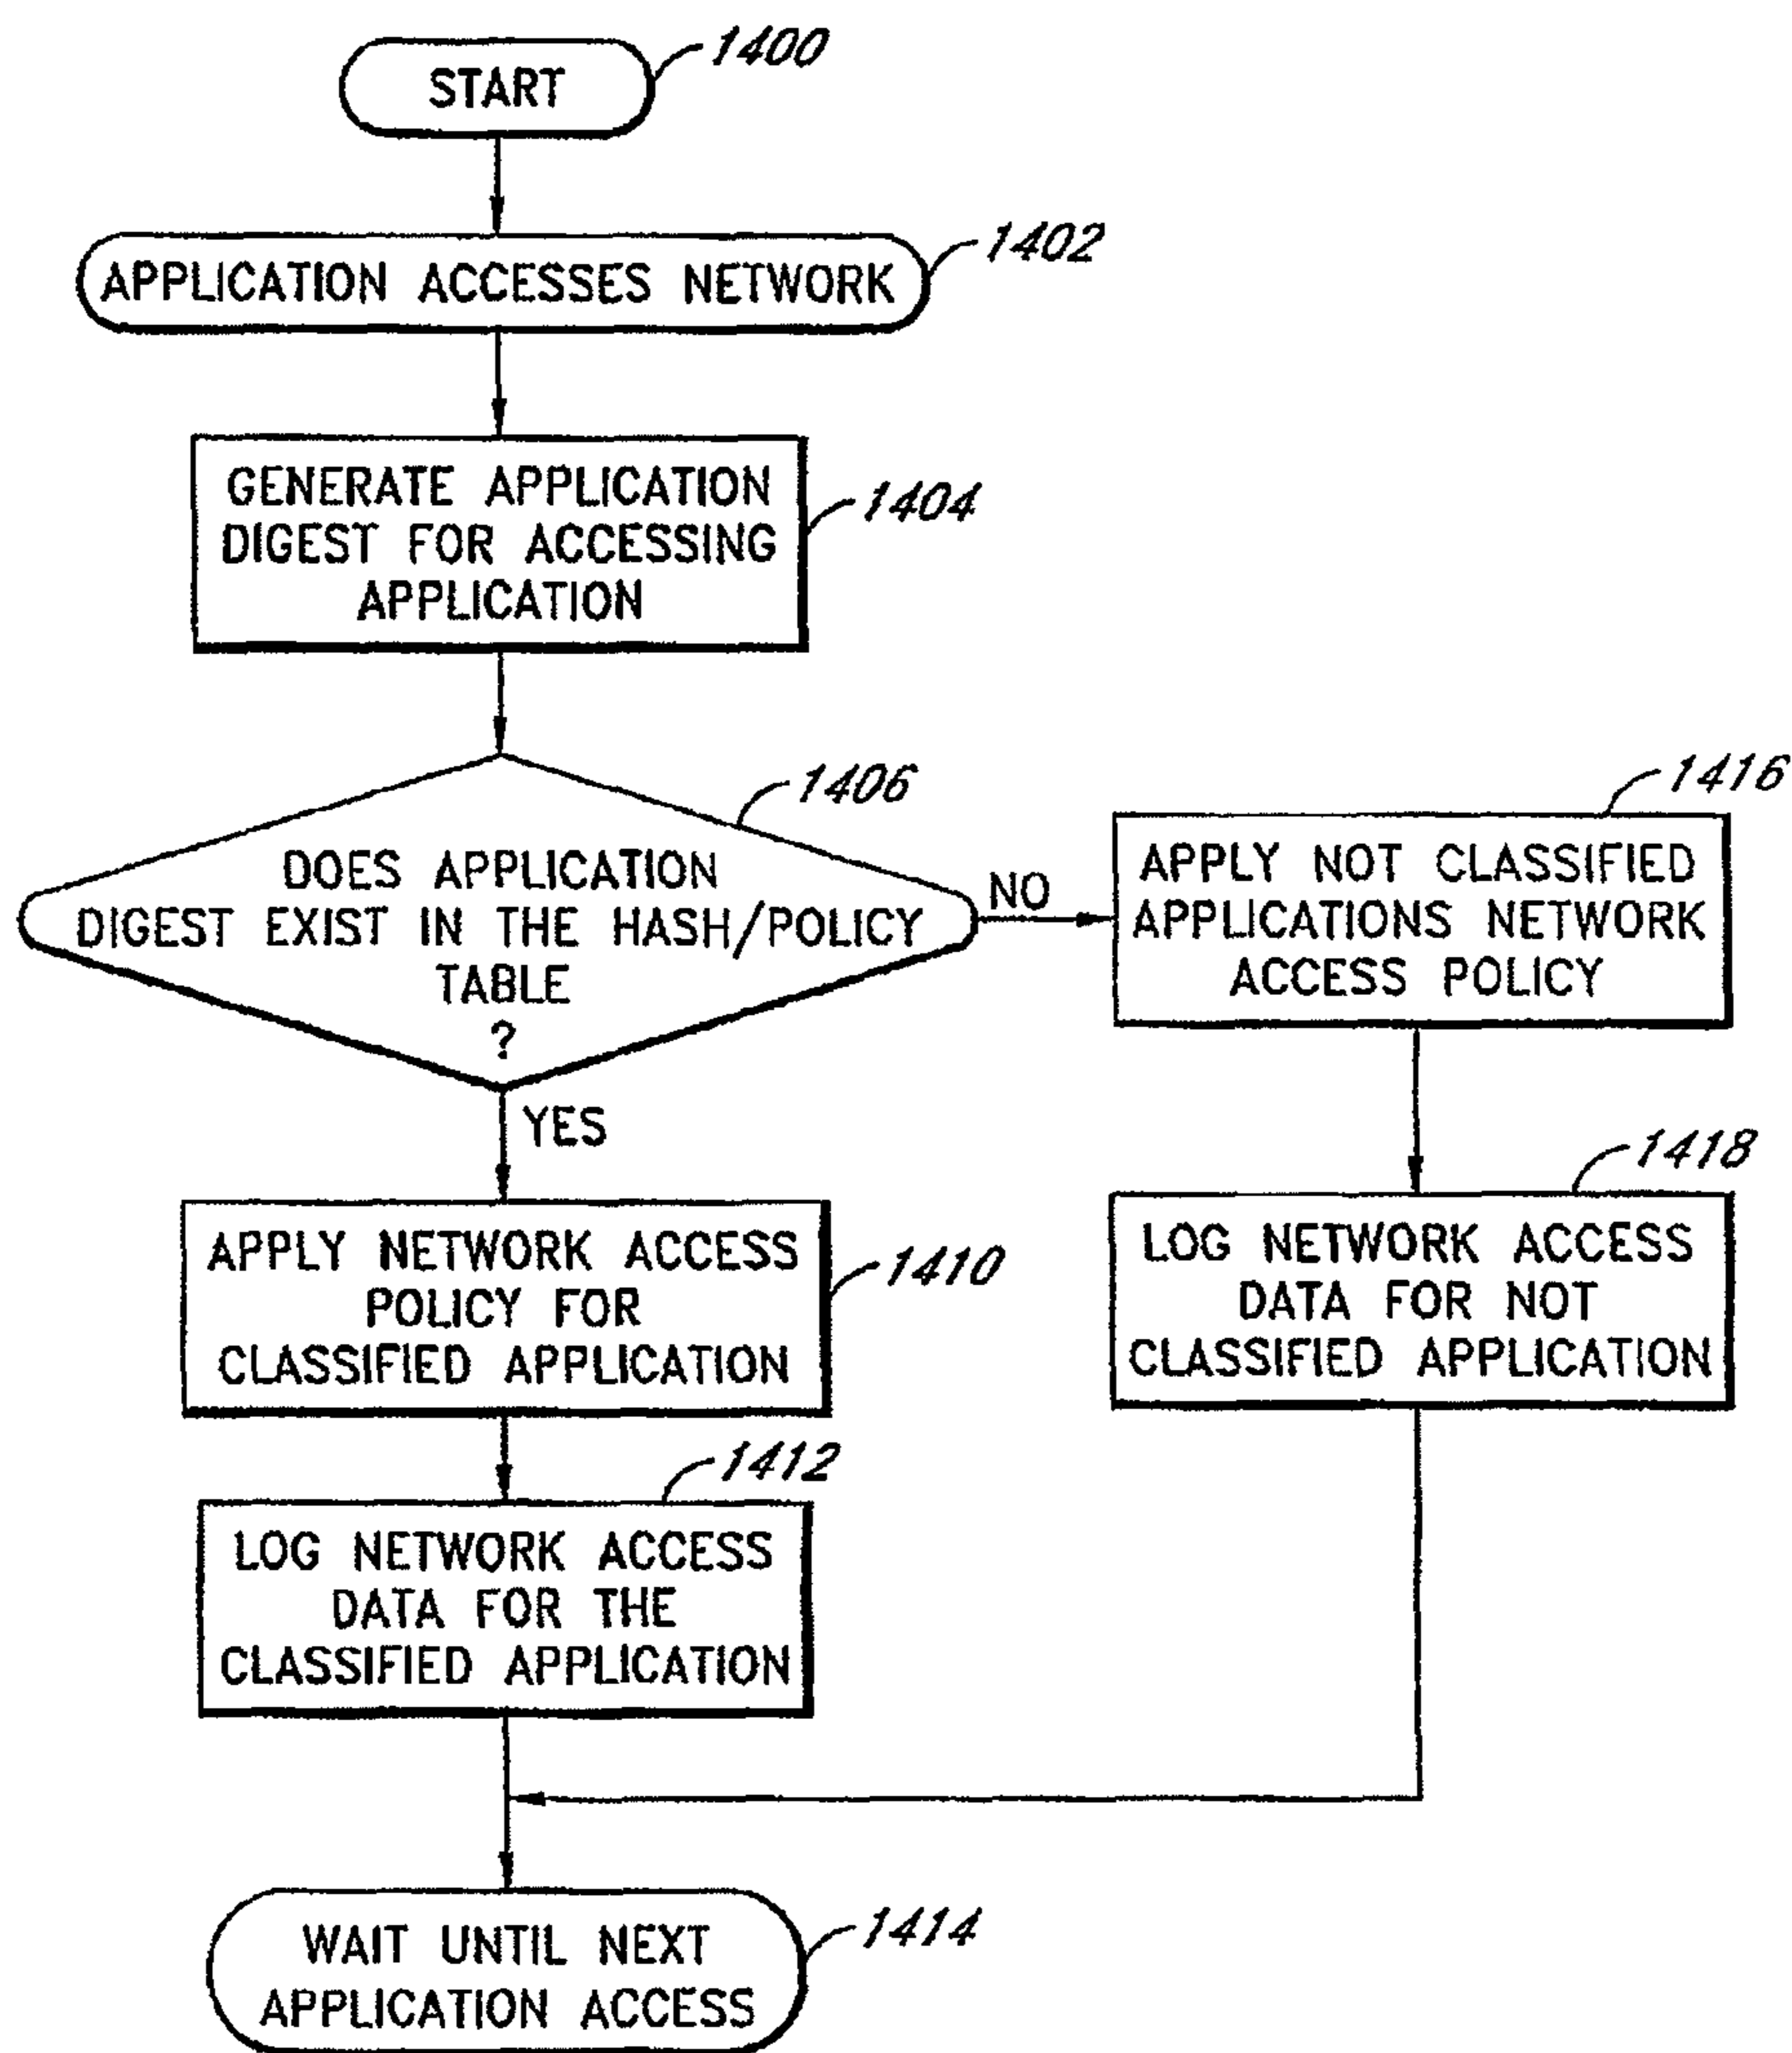 START
1400
APPLICATION ACCESSES NETWORK
1402
GENERATE APPLICATION
DIGEST FOR ACCESSING
APPLICATION
1404
DOES APPLICATION
DIGEST EXIST IN THE HASH/POLICY
TABLE
?
1406
NO
APPLY NOT CLASSIFIED
APPLICATIONS NETWORK
ACCESS POLICY
1416
YES
APPLY NETWORK ACCESS
POLICY FOR
CLASSIFIED APPLICATION
1410
LOG NETWORK ACCESS
DATA FOR NOT
CLASSIFIED APPLICATION
1418
LOG NETWORK ACCESS
DATA FOR THE
CLASSIFIED APPLICATION
1412
WAIT UNTIL NEXT
APPLICATION ACCESS
1414